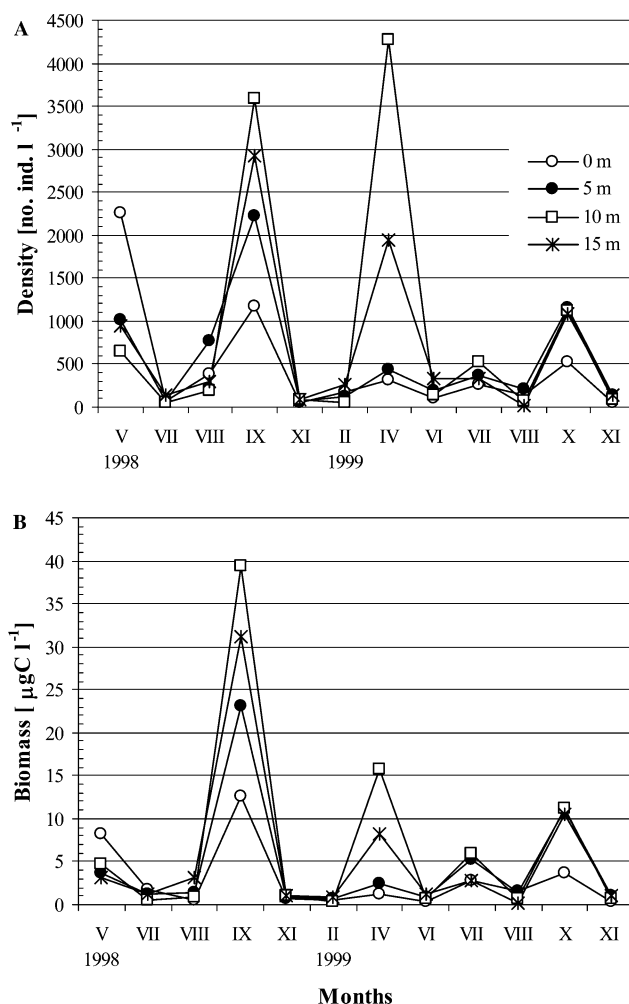 A
Density [no. ind. l⁻¹]
4500
4000
3500
3000
2500
2000
1500
1000
500
0
0 m
5 m
10 m
15 m
V VII VIII IX XI II IV VI VII VIII X XI
1998 1999
B
Biomass [ µgC l⁻¹]
45
40
35
30
25
20
15
10
5
0
V VII VIII IX XI II IV VI VII VIII X XI
1998 1999
Months